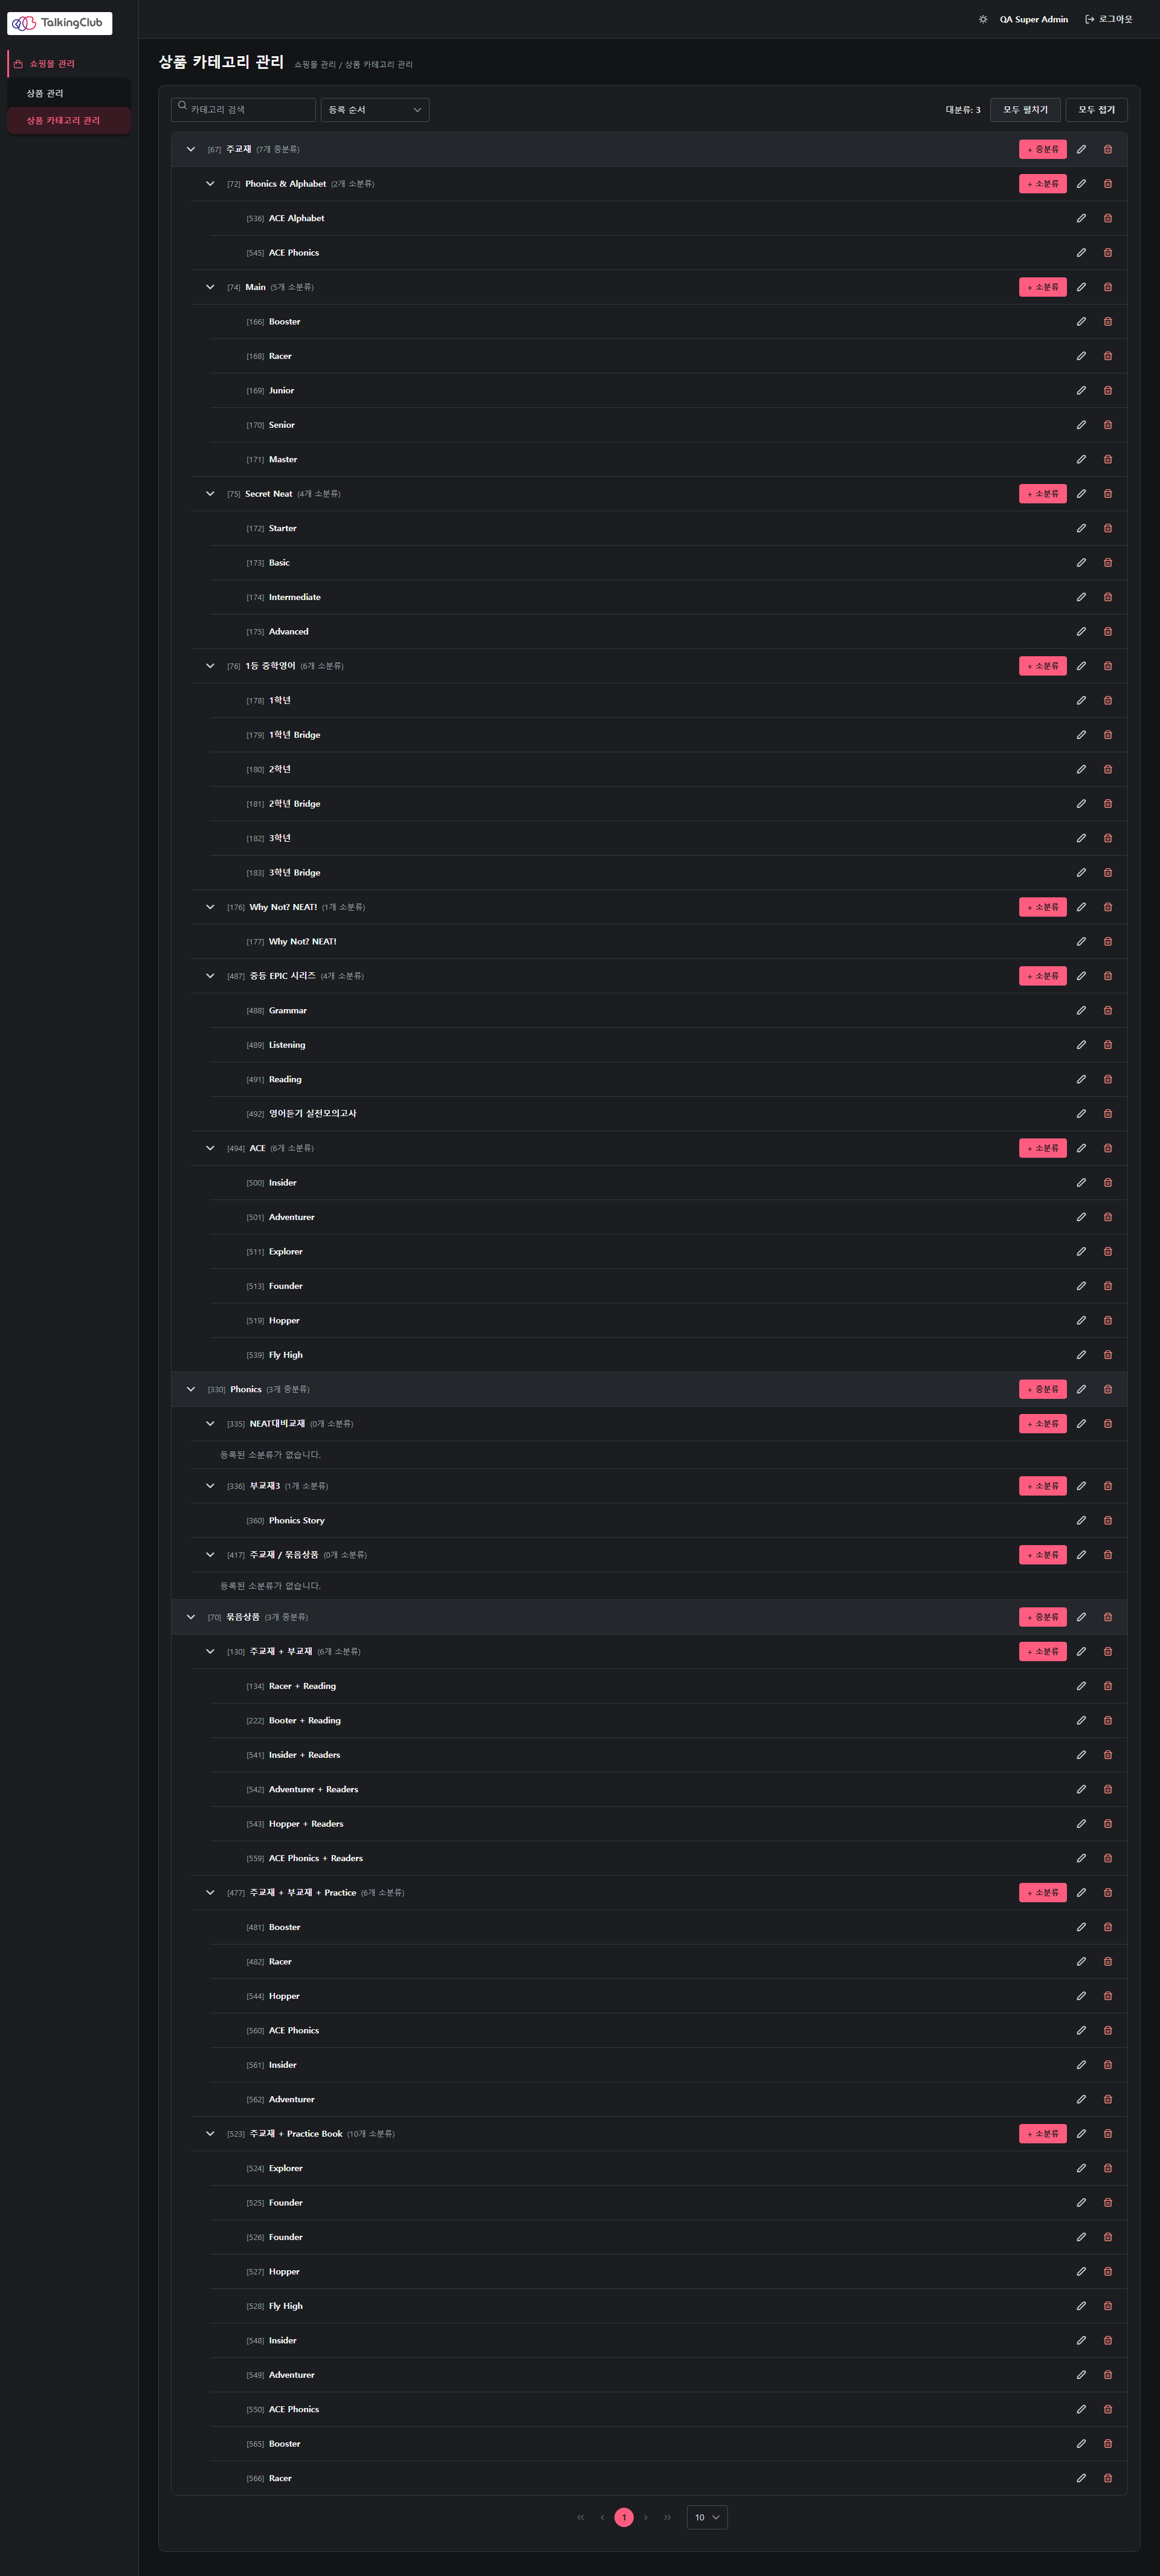 TalkingClub
QA Super Admin 로그아웃
쇼핑몰 관리
상품 관리
상품 카테고리 관리
상품 카테고리 관리 쇼핑몰 관리 / 상품 카테고리 관리
카테고리 검색 등록 순서 대분류: 3 모두 펼치기 모두 접기
[67] 주교재 (7개 중분류) + 중분류
[72] Phonics & Alphabet (2개 소분류) + 소분류
[536] ACE Alphabet
[545] ACE Phonics
[74] Main (5개 소분류) + 소분류
[166] Booster
[168] Racer
[169] Junior
[170] Senior
[171] Master
[75] Secret Neat (4개 소분류) + 소분류
[172] Starter
[173] Basic
[174] Intermediate
[175] Advanced
[76] 1등 중학영어 (6개 소분류) + 소분류
[178] 1학년
[179] 1학년 Bridge
[180] 2학년
[181] 2학년 Bridge
[182] 3학년
[183] 3학년 Bridge
[176] Why Not? NEAT! (1개 소분류) + 소분류
[177] Why Not? NEAT!
[487] 중등 EPIC 시리즈 (4개 소분류) + 소분류
[488] Grammar
[489] Listening
[491] Reading
[492] 영어듣기 실전모의고사
[494] ACE (6개 소분류) + 소분류
[500] Insider
[501] Adventurer
[511] Explorer
[513] Founder
[519] Hopper
[539] Fly High
[330] Phonics (3개 중분류) + 중분류
[335] NEAT대비교재 (0개 소분류) + 소분류
등록된 소분류가 없습니다.
[336] 부교재3 (1개 소분류) + 소분류
[360] Phonics Story
[417] 주교재 / 묶음상품 (0개 소분류) + 소분류
등록된 소분류가 없습니다.
[70] 묶음상품 (3개 중분류) + 중분류
[130] 주교재 + 부교재 (6개 소분류) + 소분류
[134] Racer + Reading
[222] Booter + Reading
[541] Insider + Readers
[542] Adventurer + Readers
[543] Hopper + Readers
[559] ACE Phonics + Readers
[477] 주교재 + 부교재 + Practice (6개 소분류) + 소분류
[481] Booster
[482] Racer
[544] Hopper
[560] ACE Phonics
[561] Insider
[562] Adventurer
[523] 주교재 + Practice Book (10개 소분류) + 소분류
[524] Explorer
[525] Founder
[526] Founder
[527] Hopper
[528] Fly High
[548] Insider
[549] Adventurer
[550] ACE Phonics
[565] Booster
[566] Racer
1 10